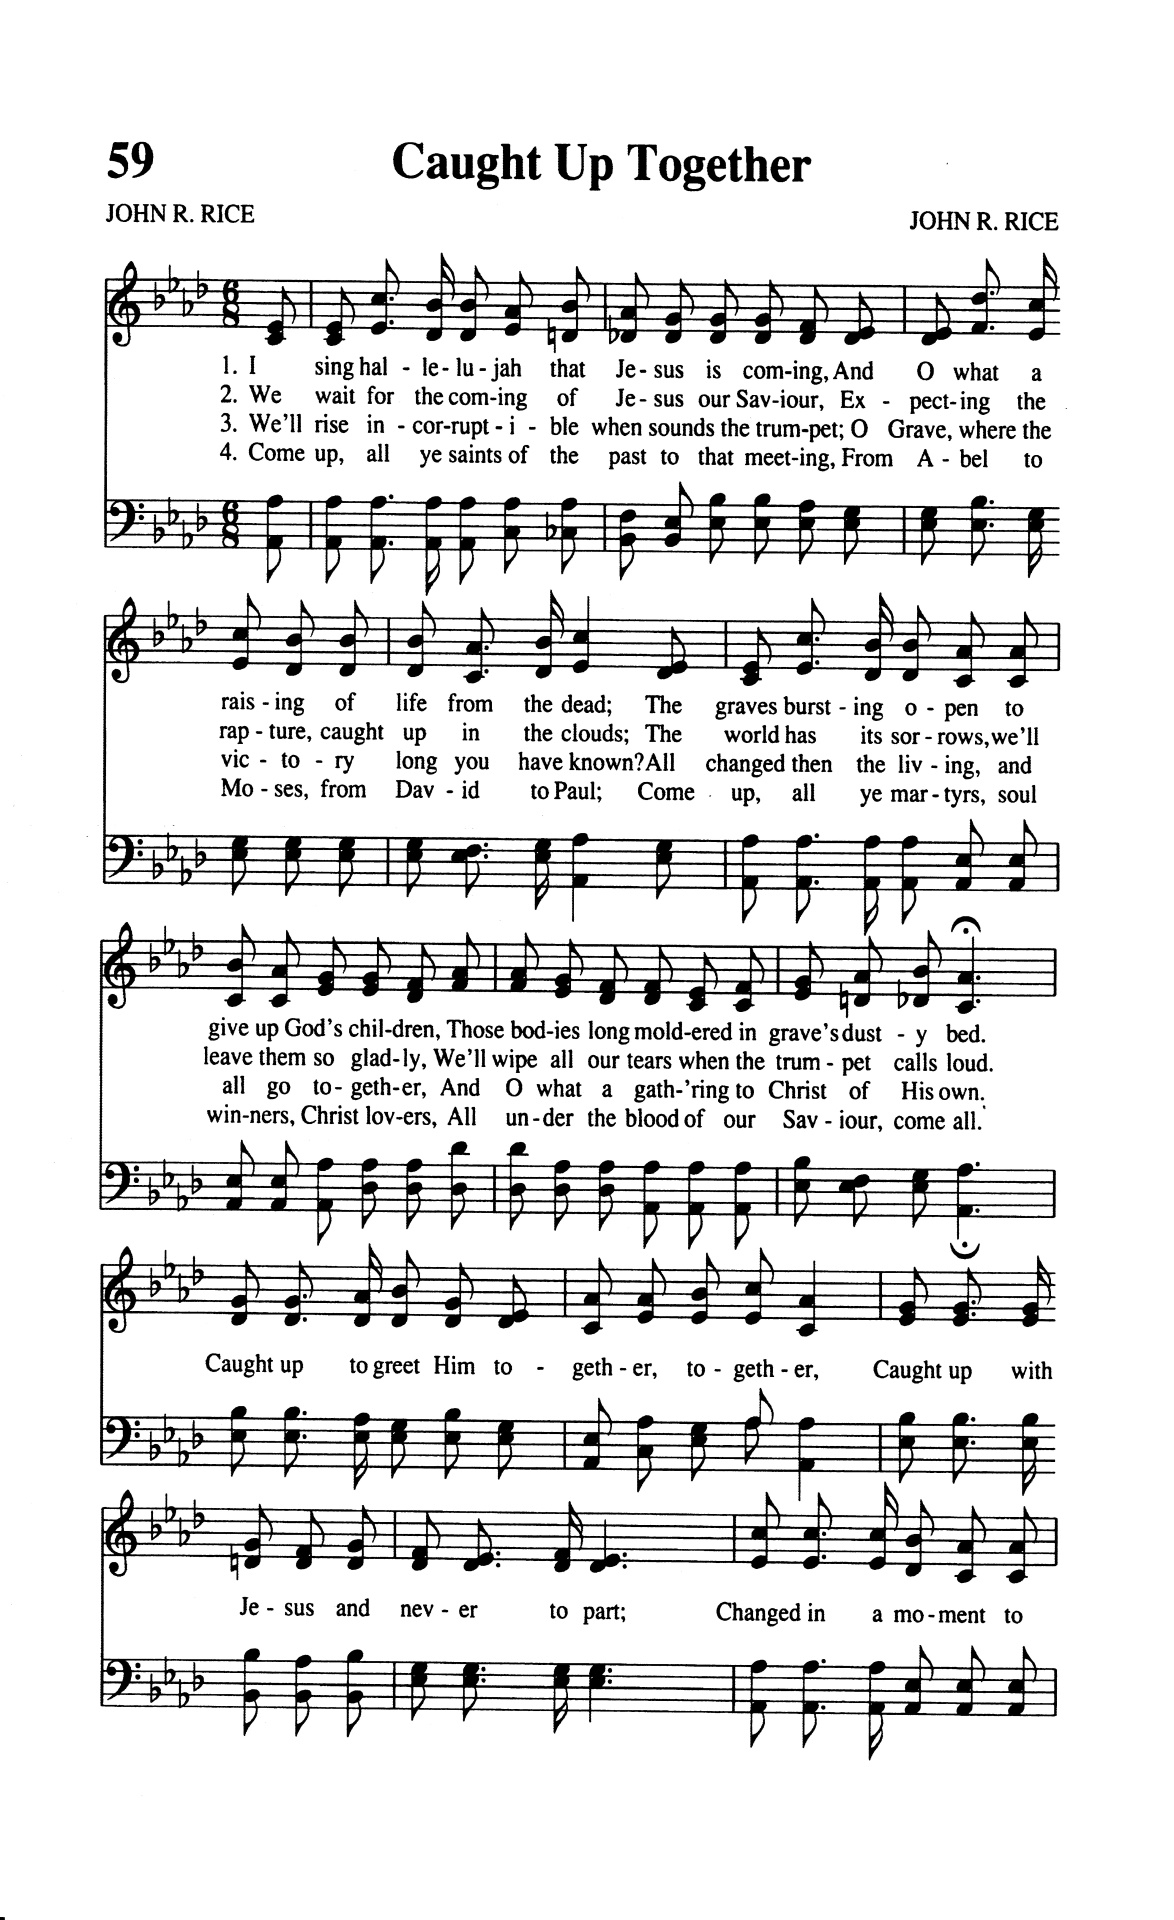 59
Caught Up Together
JOHN R. RICE
JOHN R. RICE
1. I sing hal - le - lu - jah that Je - sus is com-ing, And O what a
2. We wait for the com-ing of Je - sus our Sav-iour, Ex - pect-ing the
3. We'll rise in - cor-rupt - i - ble when sounds the trum-pet; O Grave, where the
4. Come up, all ye saints of the past to that meet-ing, From A - bel to
rais - ing of life from the dead; The graves burst - ing o - pen to
rap - ture, caught up in the clouds; The world has its sor - rows, we'll
vic - to - ry long you have known? All changed then the liv - ing, and
Mo - ses, from Dav - id to Paul; Come up, all ye mar - tyrs, soul
give up God's chil-dren, Those bod-ies long mold-ered in grave's dust - y bed.
leave them so glad-ly, We'll wipe all our tears when the trum - pet calls loud.
all go to- geth-er, And O what a gath-'ring to Christ of His own.
win-ners, Christ lov-ers, All un-der the blood of our Sav - iour, come all.
Caught up to greet Him to - geth - er, to - geth - er, Caught up with
Je - sus and nev - er to part; Changed in a mo - ment to